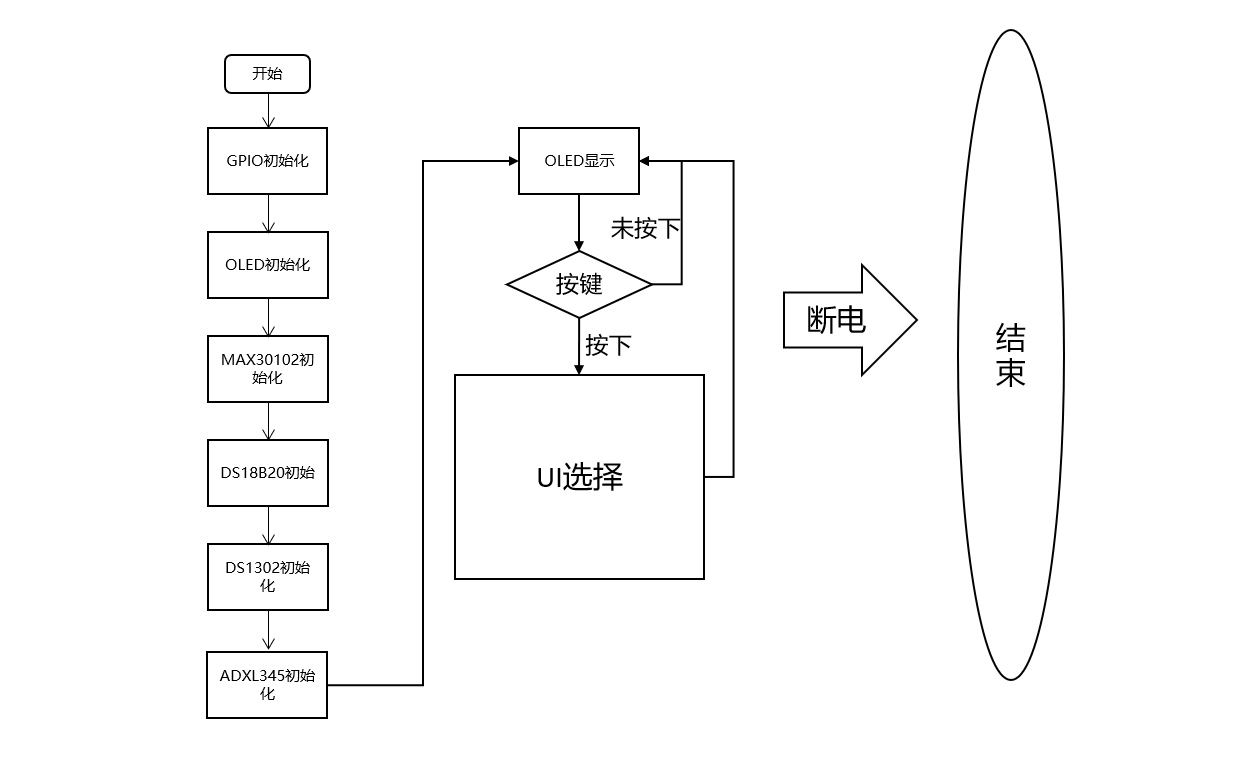 开始
GPIO初始化
OLED初始化
MAX30102初
始化
DS18B20初始
DS1302初始
化
ADXL345初始
化
OLED显示
未按下
按键
按下
UI选择
断电
结
束